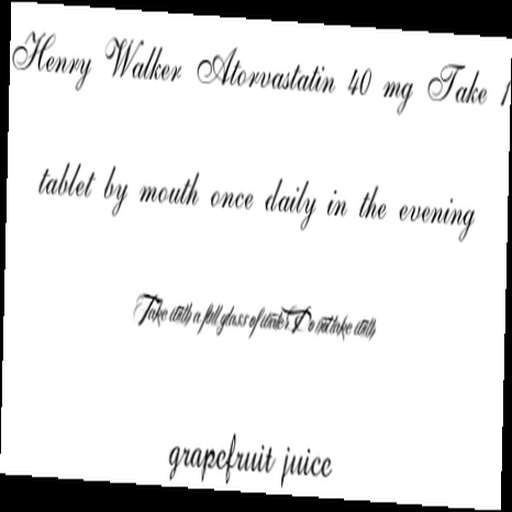 Henry Walker Atorvastatin 40 mg Take 1
tablet by mouth once daily in the evening
Take with a full glass of water Do not take with
grapefruit juice